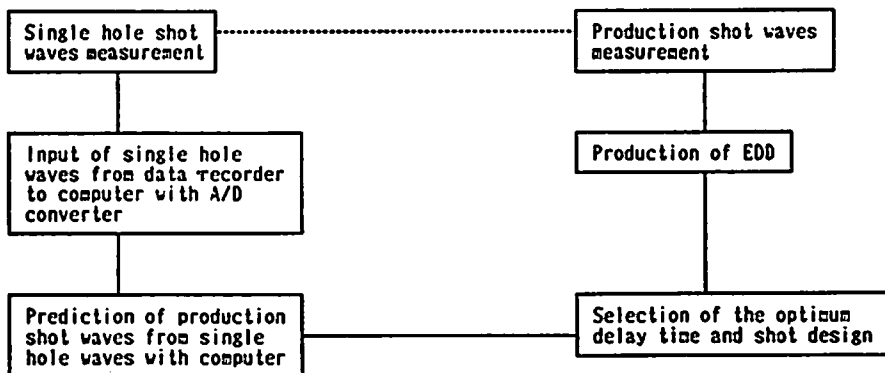 Single hole shot
waves measurement
Production shot waves
measurement
Input of single hole
waves from data recorder
to computer with A/D
converter
Production of EDD
Prediction of production
shot waves from single
hole waves with computer
Selection of the optimum
delay time and shot design